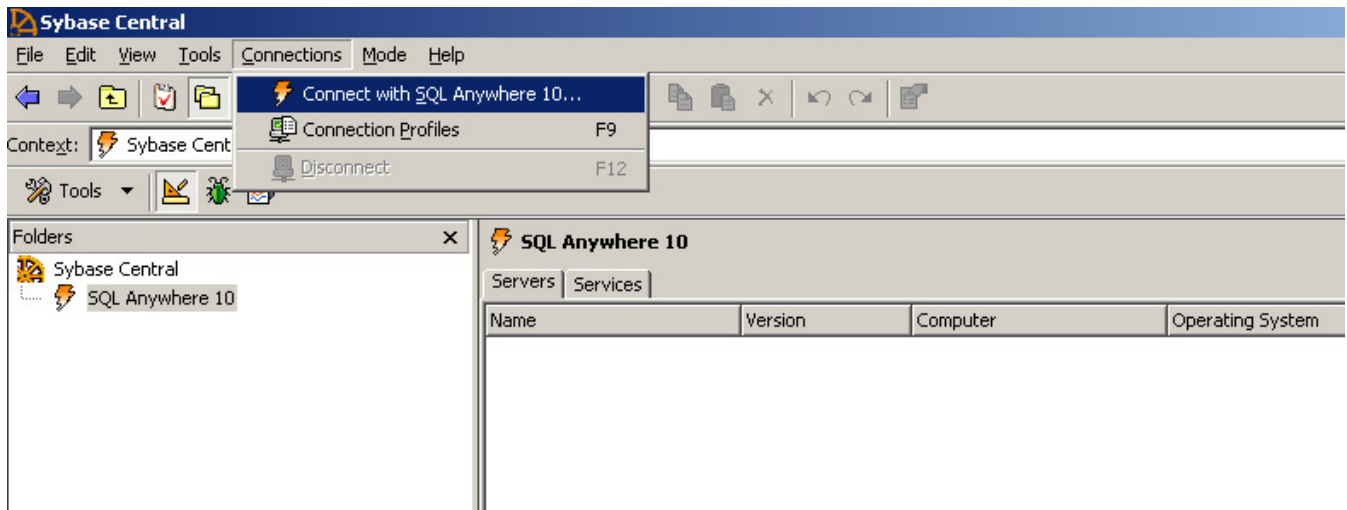 Sybase Central
File Edit View Tools Connections Mode Help
Connect with SQL Anywhere 10...
Context: Sybase Cent
Connection Profiles F9
Disconnect F12
Tools
Folders x
SQL Anywhere 10
Sybase Central
SQL Anywhere 10
Servers Services
Name Version Computer Operating System